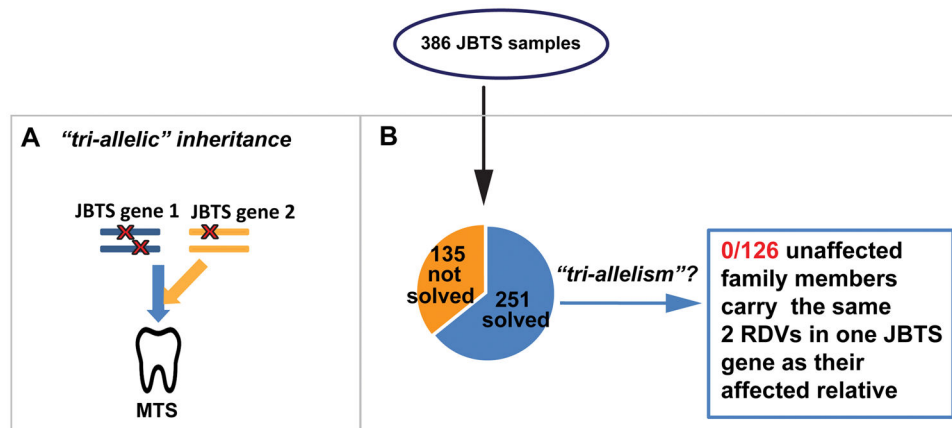 386 JBTS samples
A "tri-allelic" inheritance
JBTS gene 1 JBTS gene 2
X X
X
MTS
B
135
not
solved
251
solved
"tri-allelism"?
0/126 unaffected
family members
carry the same
2 RDVs in one JBTS
gene as their
affected relative